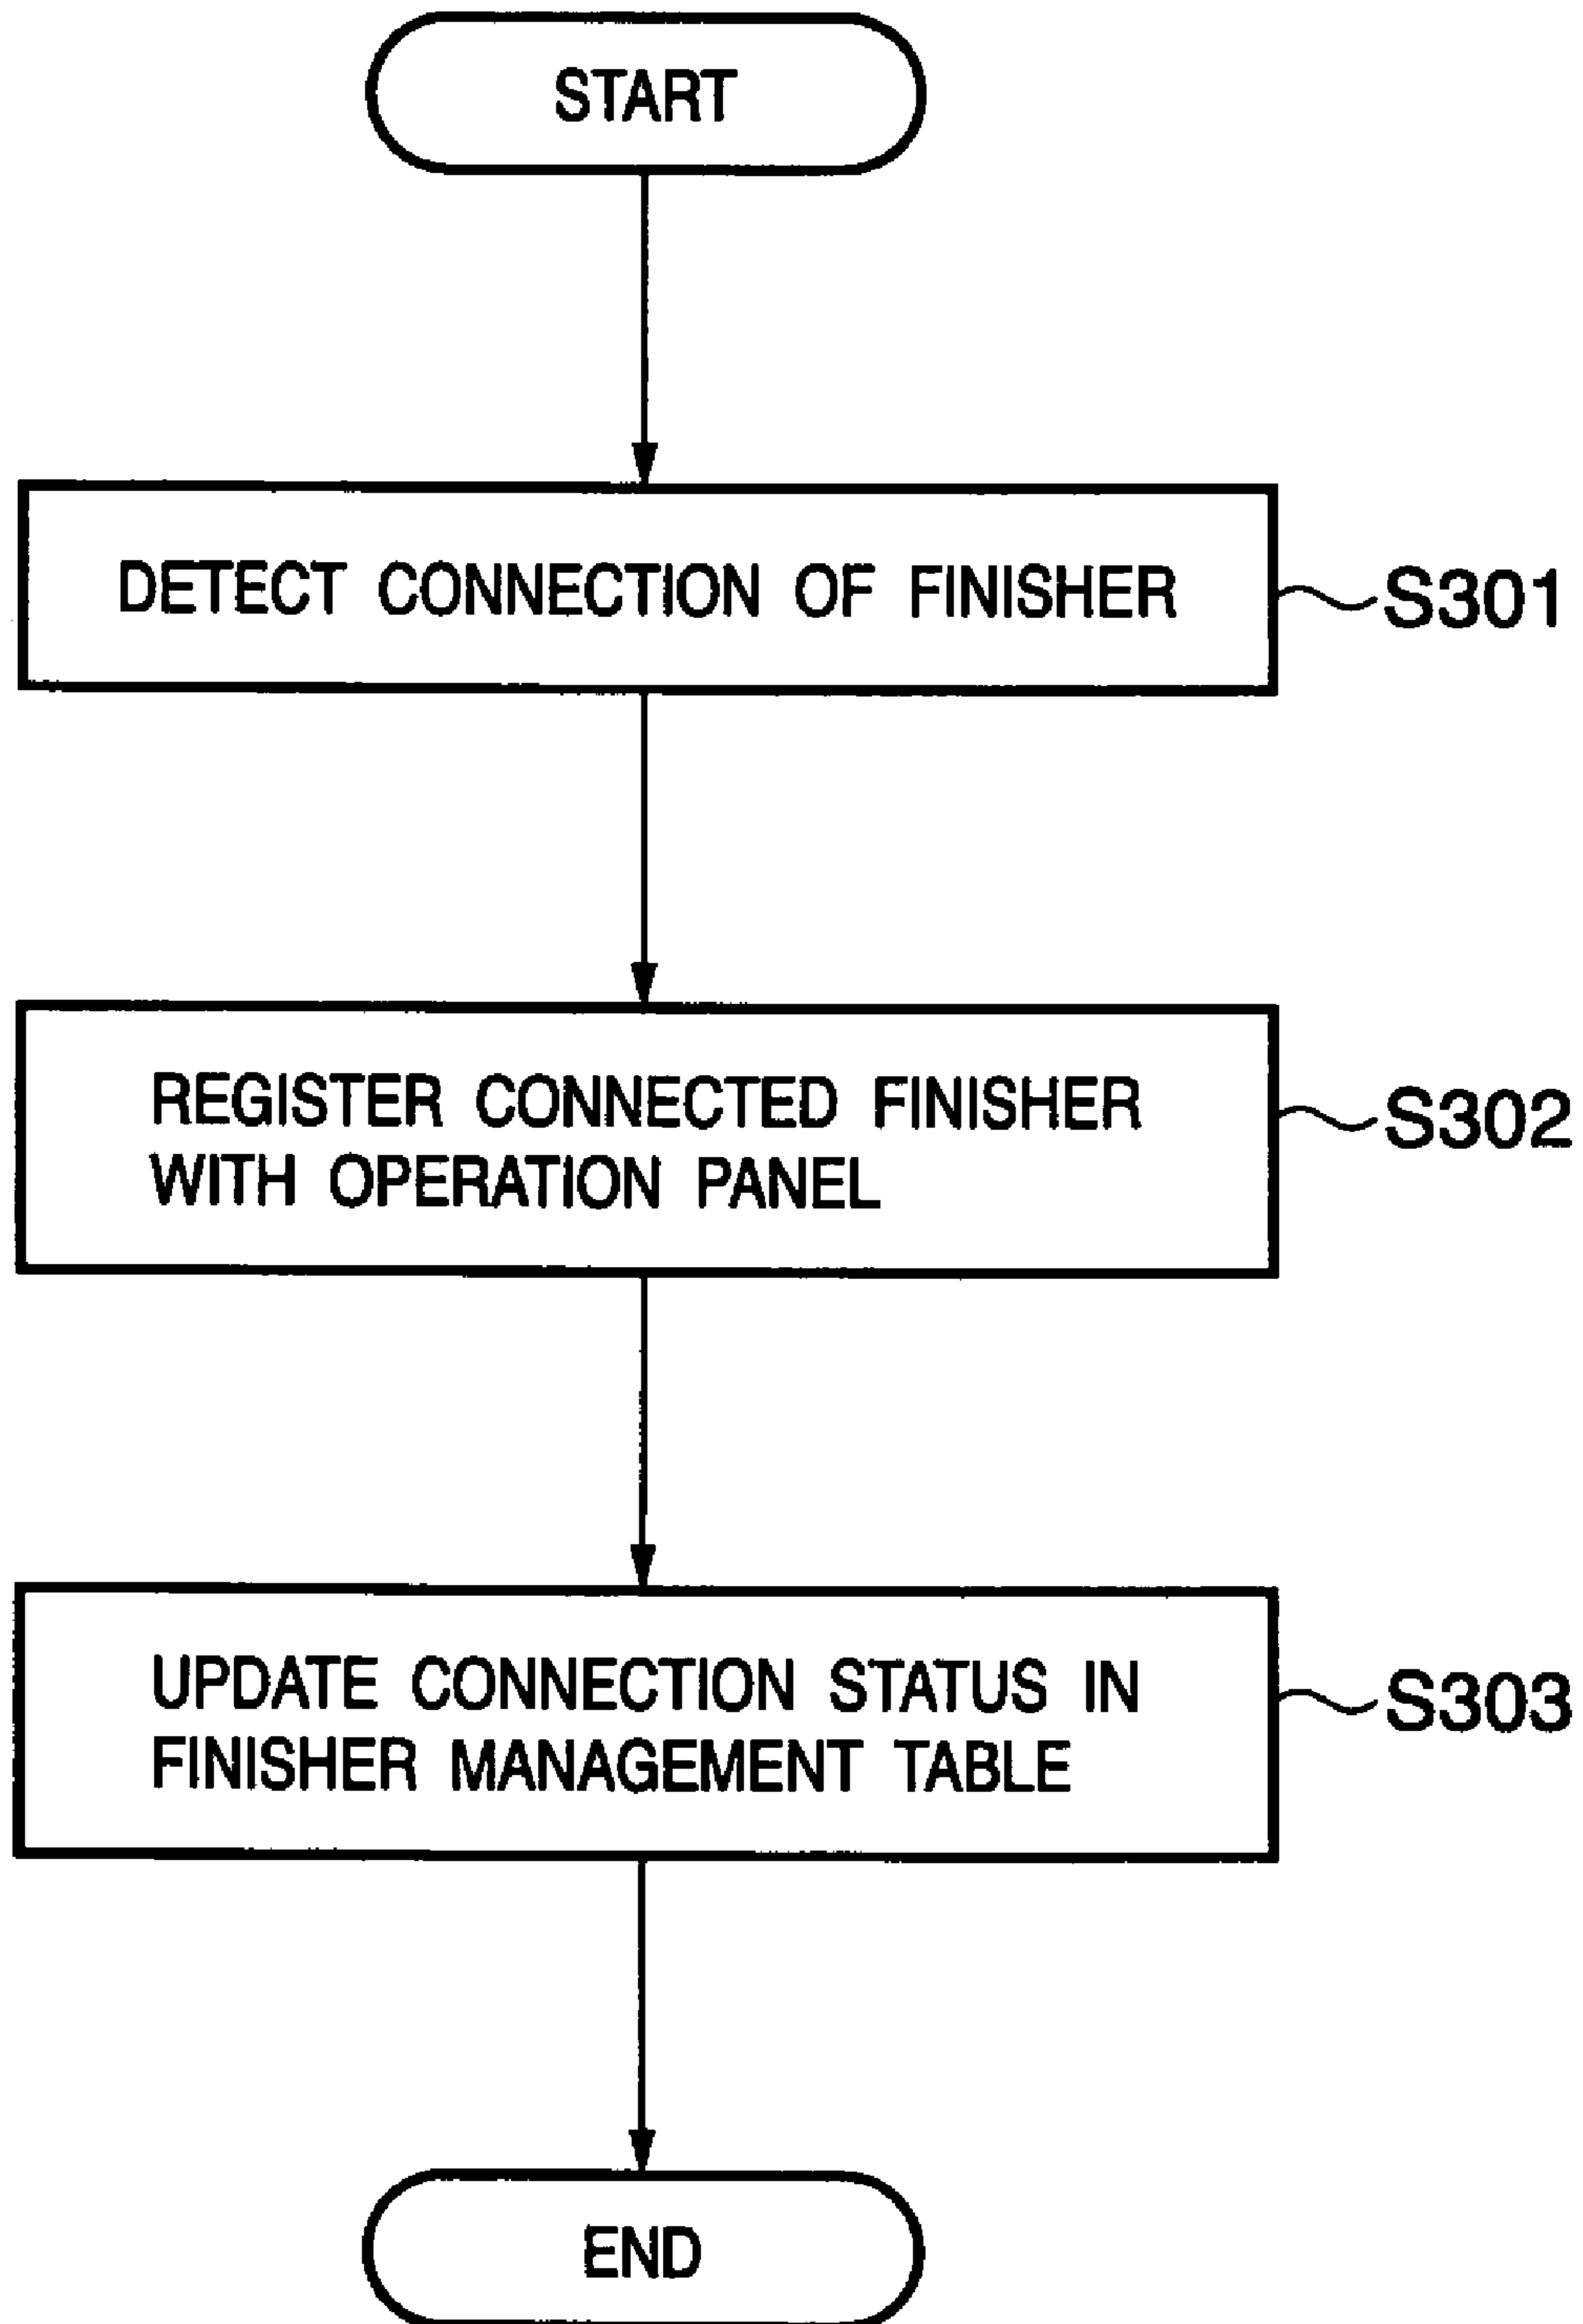 START
DETECT CONNECTION OF FINISHER
S301
REGISTER CONNECTED FINISHER
WITH OPERATION PANEL
S302
UPDATE CONNECTION STATUS IN
FINISHER MANAGEMENT TABLE
S303
END